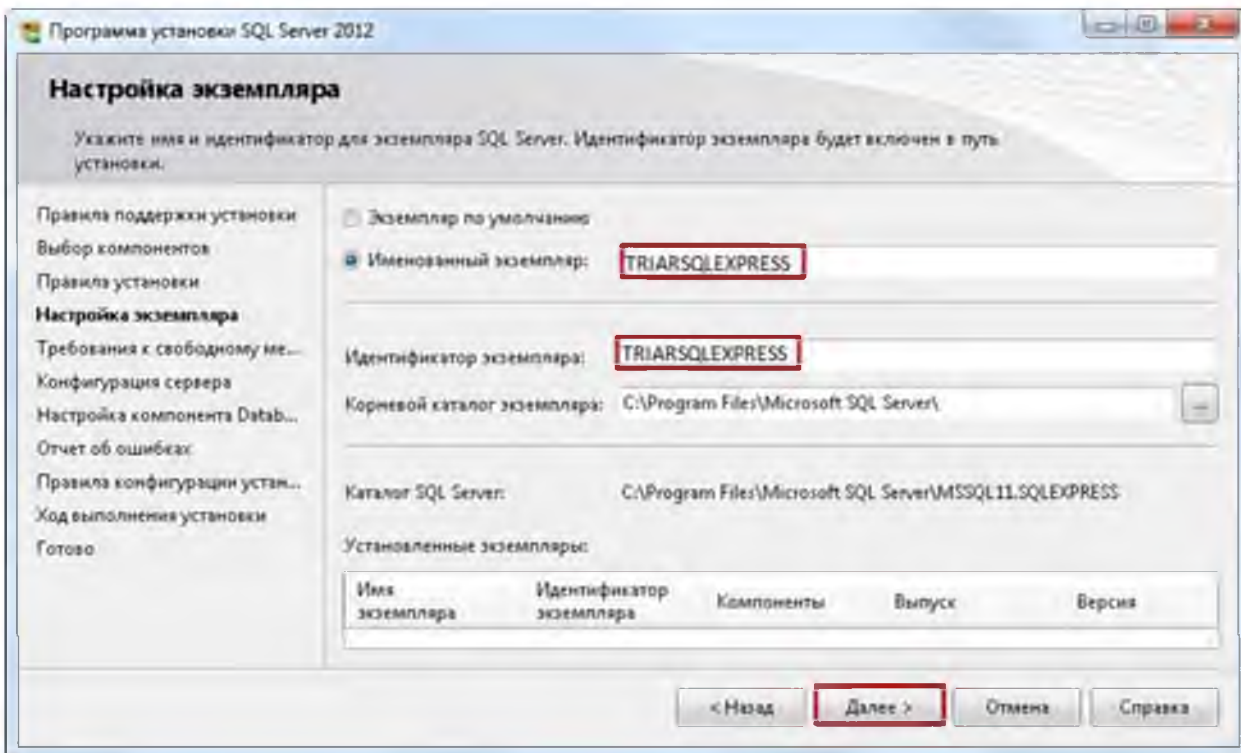 Программа установки SQL Server 2012
Настройка экземпляра
Укажите имя и идентификатор для экземпляра SQL Server. Идентификатор экземпляра будет включен в путь
установки.
Правила поддержки установки
Выбор компонентов
Правила установки
Настройка экземпляра
Требования к свободному ме...
Конфигурация сервера
Настройка компонента Datab...
Отчет об ошибках
Правила конфигурации устан...
Ход выполнения установки
Готово
Экземпляр по умолчанию
Именованный экземпляр: TRIARSQLEXPRESS
Идентификатор экземпляра: TRIARSQLEXPRESS
Корневой каталог экземпляра: C:\Program Files\Microsoft SQL Server\ ...
Каталог SQL Server: C:\Program Files\Microsoft SQL Server\MSSQL11.SQLEXPRESS
Установленные экземпляры:
Имя экземпляра Идентификатор экземпляра Компоненты Выпуск Версия
< Назад Далее > Отмена Справка